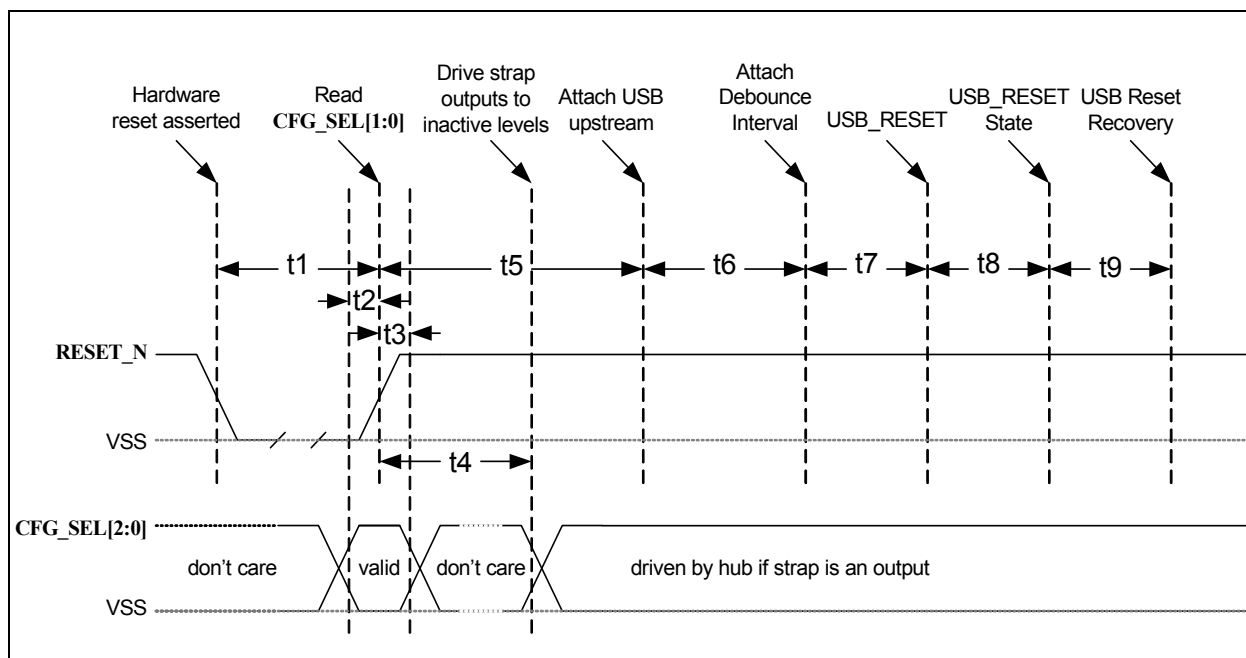 Hardware
reset asserted
Read
CFG_SEL[1:0]
Drive strap
outputs to
inactive levels
Attach USB
upstream
Attach
Debounce
Interval
USB_RESET
USB_RESET
State
USB Reset
Recovery
t1
t5
t6
t7
t8
t9
t2
t3
RESET_N
VSS
t4
CFG_SEL[2:0]
don't care
valid
don't care
driven by hub if strap is an output
VSS